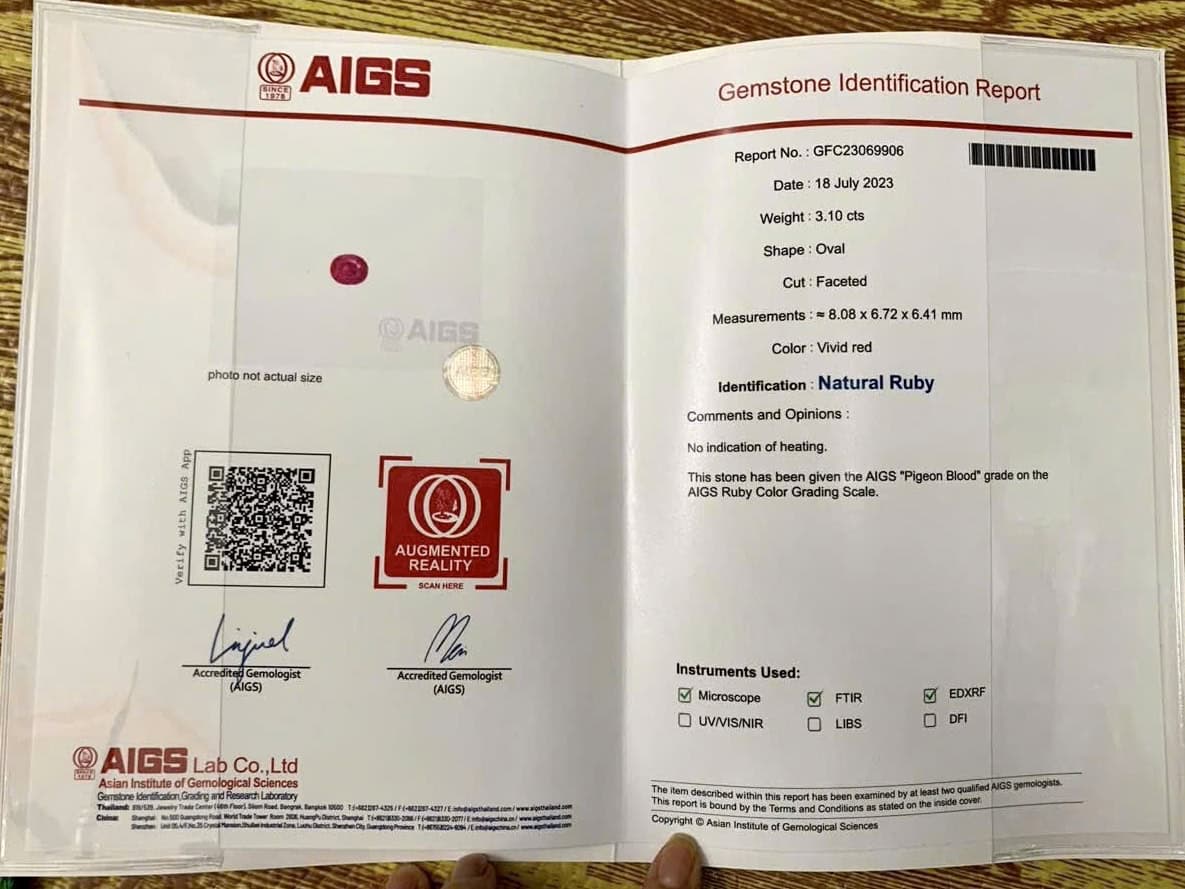 AIGS
SINCE 1978
AIGS
photo not actual size
Verify with AIGS App
AUGMENTED
REALITY
SCAN HERE
Accredited Gemologist
(AIGS)
Accredited Gemologist
(AIGS)
AIGS Lab Co.,Ltd
Asian Institute of Gemological Sciences
Gemstone Identification,Grading and Research Laboratory
Gemstone Identification Report
Report No. : GFC23069906
Date : 18 July 2023
Weight : 3.10 cts
Shape : Oval
Cut : Faceted
Measurements : ≈ 8.08 x 6.72 x 6.41 mm
Color : Vivid red
Identification : Natural Ruby
Comments and Opinions :
No indication of heating.
This stone has been given the AIGS "Pigeon Blood" grade on the
AIGS Ruby Color Grading Scale.
Instruments Used:
Microscope FTIR EDXRF
UV/VIS/NIR LIBS DFI
The item described within this report has been examined by at least two qualified AIGS gemologists.
This report is bound by the Terms and Conditions as stated on the inside cover.
Copyright © Asian Institute of Gemological Sciences